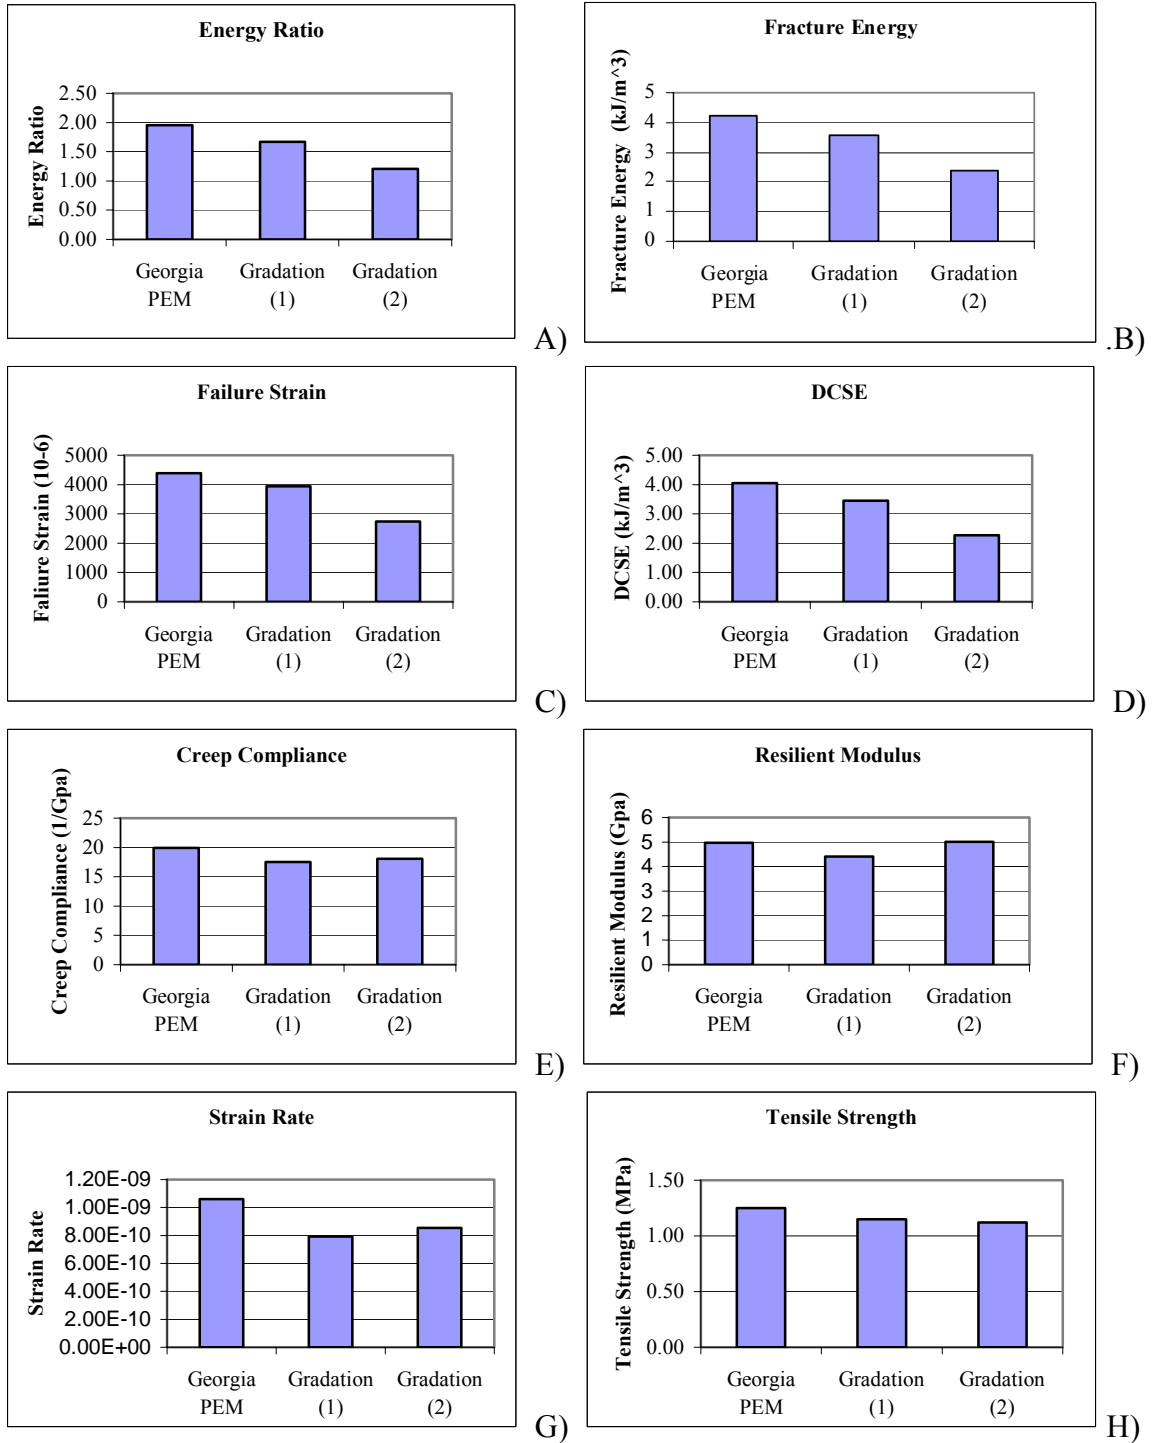 Energy Ratio
Energy Ratio
2.50
2.00
1.50
1.00
0.50
0.00
Georgia PEM
Gradation (1)
Gradation (2)
A)
Fracture Energy
Fracture Energy (kJ/m^3)
5
4
3
2
1
0
Georgia PEM
Gradation (1)
Gradation (2)
.B)
Failure Strain
Faliure Strain (10-6)
5000
4000
3000
2000
1000
0
Georgia PEM
Gradation (1)
Gradation (2)
C)
DCSE
DCSE (kJ/m^3)
5.00
4.00
3.00
2.00
1.00
0.00
Georgia PEM
Gradation (1)
Gradation (2)
D)
Creep Compliance
Creep Compliance (1/Gpa)
25
20
15
10
5
0
Georgia PEM
Gradation (1)
Gradation (2)
E)
Resilient Modulus
Resilient Modulus (Gpa)
6
5
4
3
2
1
0
Georgia PEM
Gradation (1)
Gradation (2)
F)
Strain Rate
Strain Rate
1.20E-09
1.00E-09
8.00E-10
6.00E-10
4.00E-10
2.00E-10
0.00E+00
Georgia PEM
Gradation (1)
Gradation (2)
G)
Tensile Strength
Tensile Strength (MPa)
1.50
1.00
0.50
0.00
Georgia PEM
Gradation (1)
Gradation (2)
H)